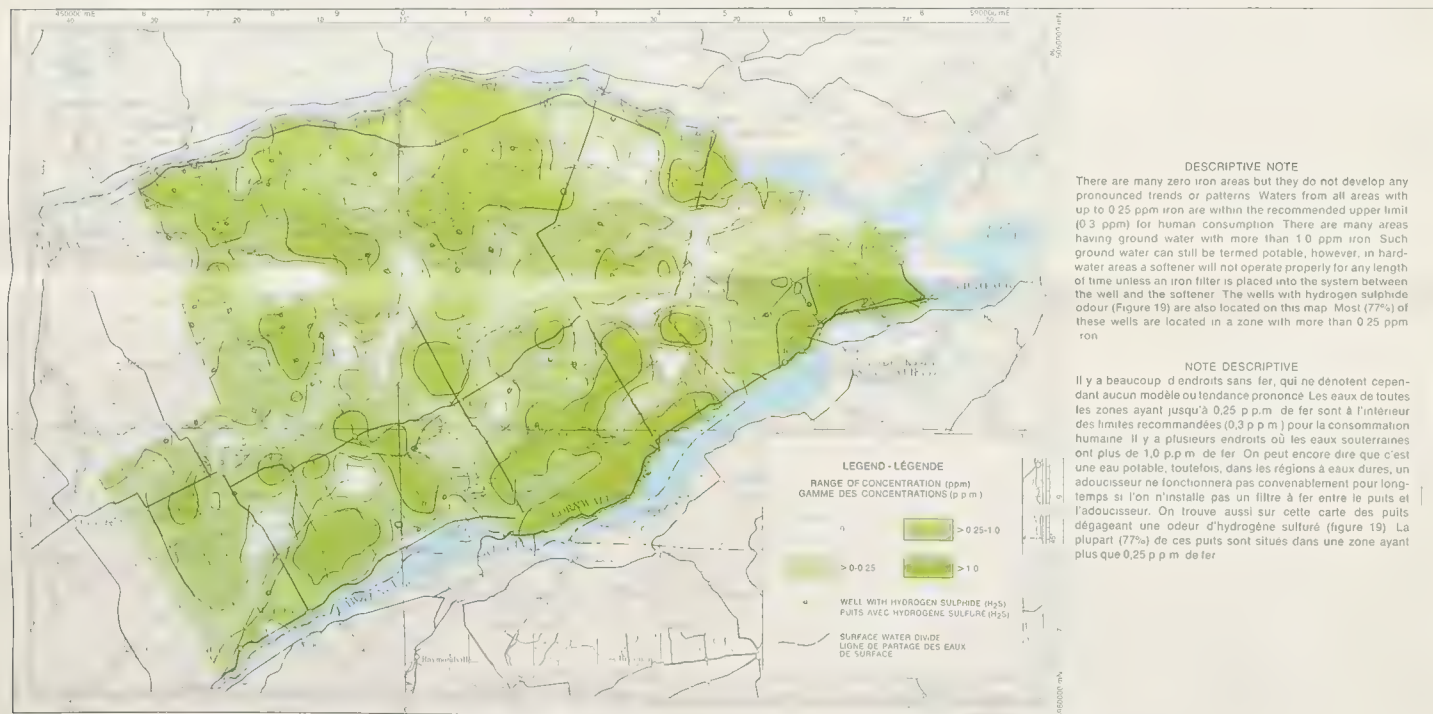 DESCRIPTIVE NOTE
There are many zero iron areas but they do not develop any
pronounced trends or patterns Waters from all areas with
up to 0 25 ppm iron are within the recommended upper limit
(0 3 ppm) for human consumption There are many areas
having ground water with more than 1 0 ppm iron Such
ground water can still be termed potable, however, in hard-
water areas a softener will not operate properly for any length
of time unless an iron filter is placed into the system between
the well and the softener The wells with hydrogen sulphide
odour (Figure 19) are also located on this map Most (77%) of
these wells are located in a zone with more than 0 25 ppm
iron
NOTE DESCRIPTIVE
Il y a beaucoup d endroits sans fer, qui ne dénotent cepen-
dant aucun modèle ou tendance prononcé Les eaux de toutes
les zones ayant jusqu'à 0,25 p p.m de fer sont à l'intérieur
des limites recommandées (0,3 p p m ) pour la consommation
humaine Il y a plusieurs endroits où les eaux souterraines
ont plus de 1,0 p.p m de fer On peut encore dire que c'est
une eau potable, toutefois, dans les régions à eaux dures, un
adoucisseur ne fonctionnera pas convenablement pour long-
temps si l'on n'installe pas un filtre à fer entre le puits et
l'adoucisseur. On trouve aussi sur cette carte des puits
dégageant une odeur d'hydrogène sulfuré (figure 19) La
plupart (77%) de ces puits sont situés dans une zone ayant
plus que 0,25 p p m de fer
LEGEND - LÉGENDE
RANGE OF CONCENTRATION (ppm)
GAMME DES CONCENTRATIONS (p p m)
0
> 0 25-1.0
> 0-0 25
> 1 0
WELL WITH HYDROGEN SULPHIDE (H₂S)
PUITS AVEC HYDROGÈNE SULFURÉ (H₂S)
SURFACE WATER DIVIDE
LIGNE DE PARTAGE DES EAUX
DE SURFACE
CORNWALL